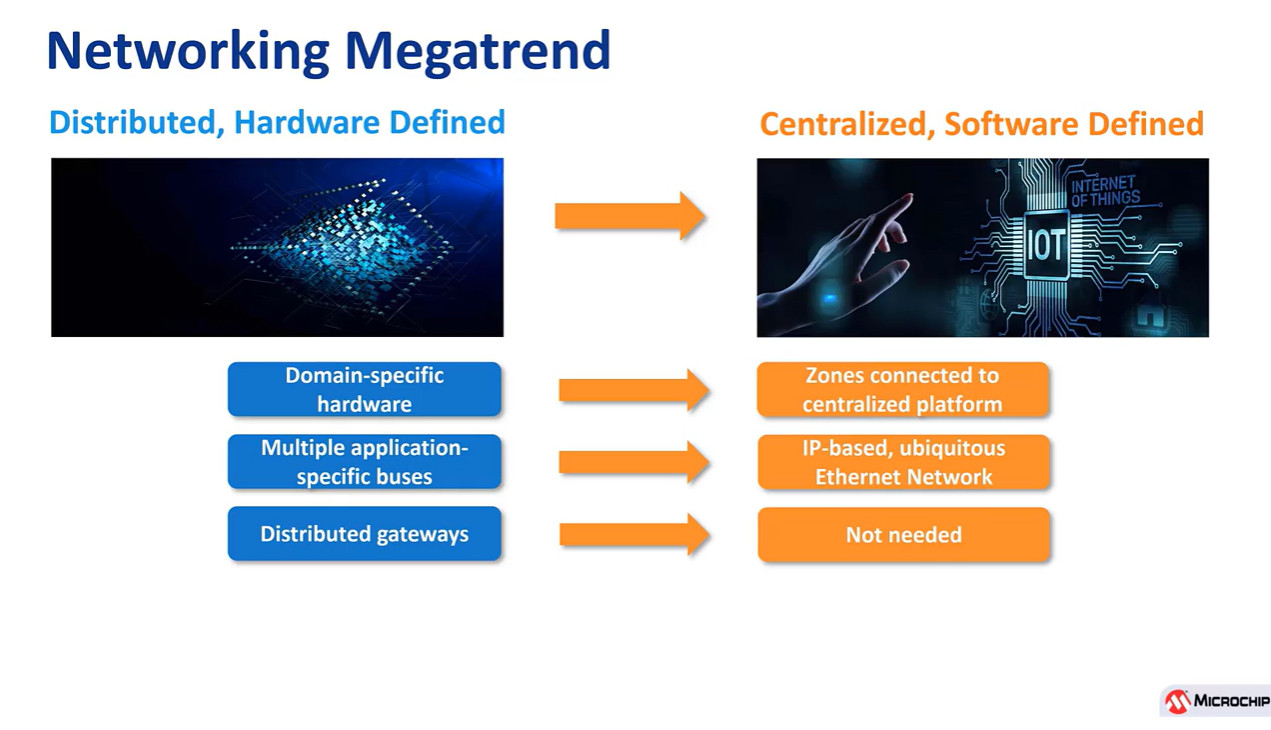 Networking Megatrend
Distributed, Hardware Defined
Centralized, Software Defined
INTERNET
OF THINGS
IOT
Domain-specific
hardware
Zones connected to
centralized platform
Multiple application-
specific buses
IP-based, ubiquitous
Ethernet Network
Distributed gateways
Not needed
MICROCHIP